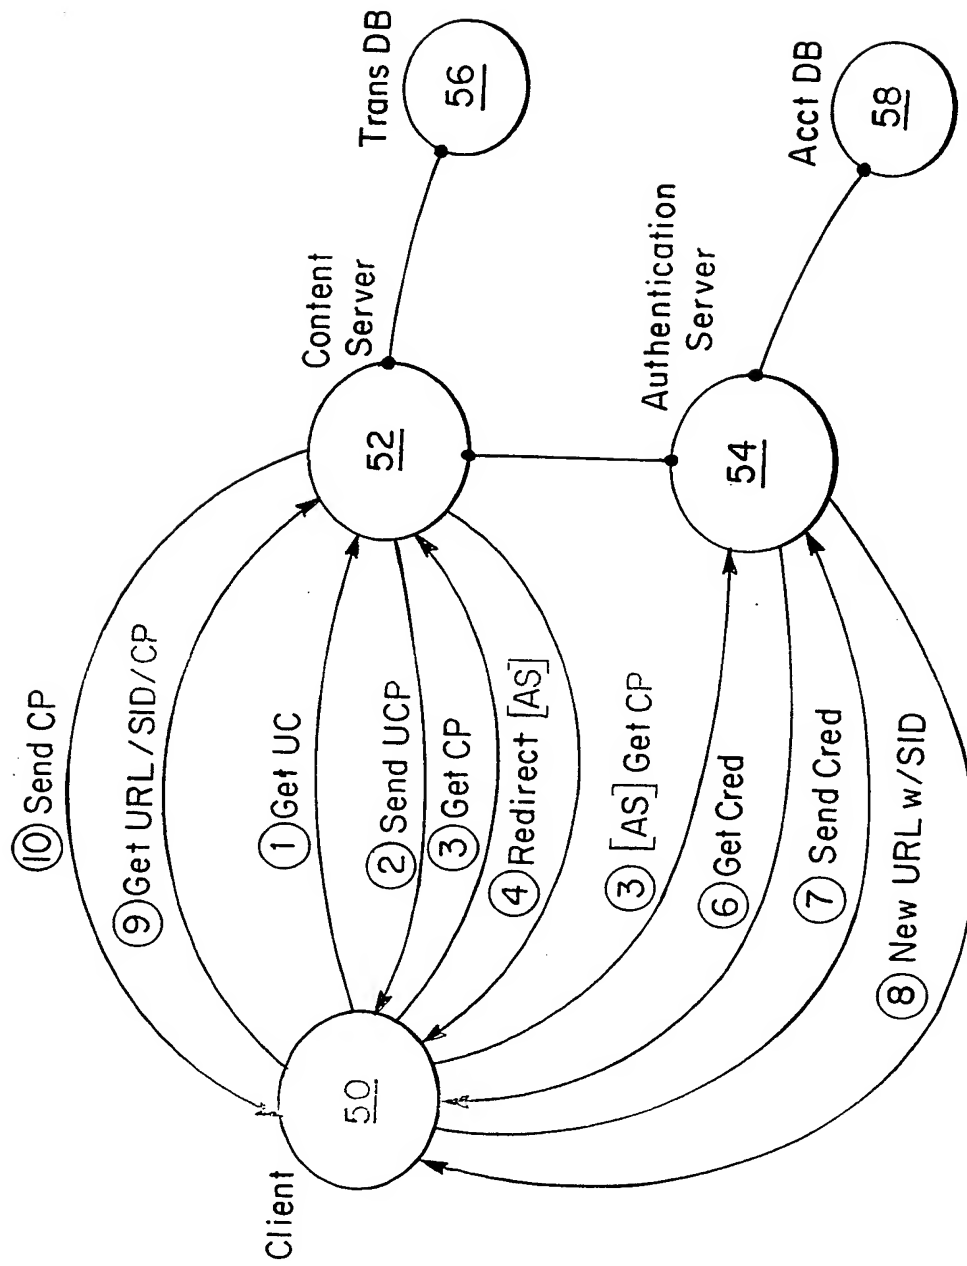 ⑩ Send CP
⑨ Get URL/SID/CP
① Get UC
② Send UCP
③ Get CP
④ Redirect [AS]
③ [AS] Get CP
⑥ Get Cred
⑦ Send Cred
⑧ New URL w/SID
Client
50
Content
Server
52
Trans DB
56
Authentication
Server
54
Acct DB
58